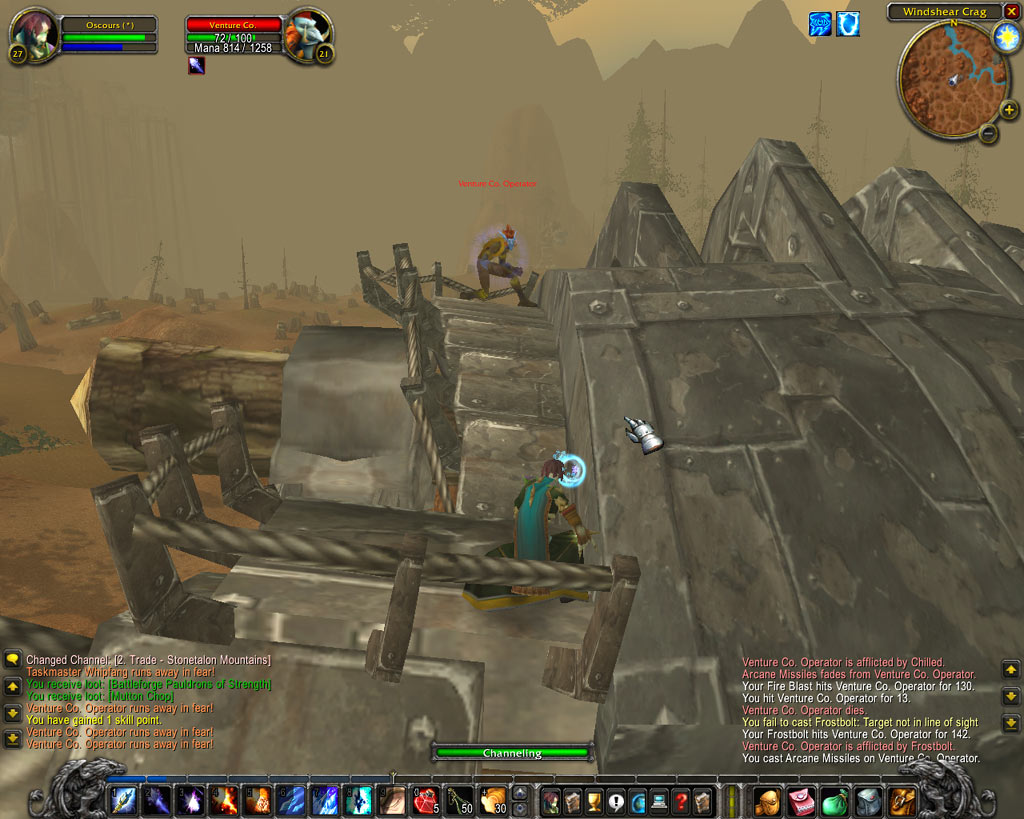 Oscours (*)
27
Venture Co.
72 / 100
Mana 814 / 1258
21
Windshear Crag
N
Venture Co. Operator
Changed Channel: [2. Trade - Stonetalon Mountains]
Taskmaster Whipfang runs away in fear!
You receive loot: [Battleforge Pauldrons of Strength]
You receive loot: [Mutton Chop]
Venture Co. Operator runs away in fear!
You have gained 1 skill point.
Venture Co. Operator runs away in fear!
Venture Co. Operator runs away in fear!
Venture Co. Operator is afflicted by Chilled.
Arcane Missiles fades from Venture Co. Operator.
Your Fire Blast hits Venture Co. Operator for 130.
You hit Venture Co. Operator for 13.
Venture Co. Operator dies.
You fail to cast Frostbolt: Target not in line of sight
Your Frostbolt hits Venture Co. Operator for 142.
Venture Co. Operator is afflicted by Frostbolt.
You cast Arcane Missiles on Venture Co. Operator.
Channeling
5
50
30